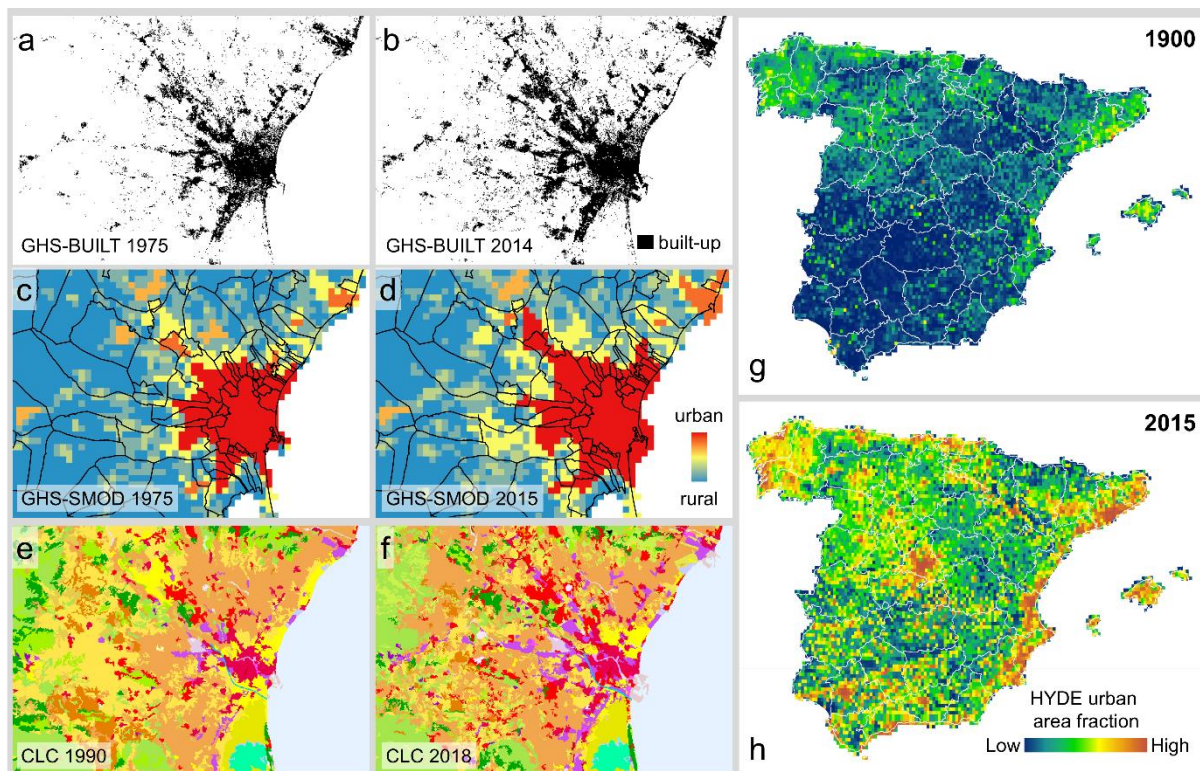 a
GHS-BUILT 1975
b
GHS-BUILT 2014
built-up
c
GHS-SMOD 1975
d
urban
rural
GHS-SMOD 2015
e
CLC 1990
f
CLC 2018
1900
g
2015
HYDE urban
area fraction
Low
High
h